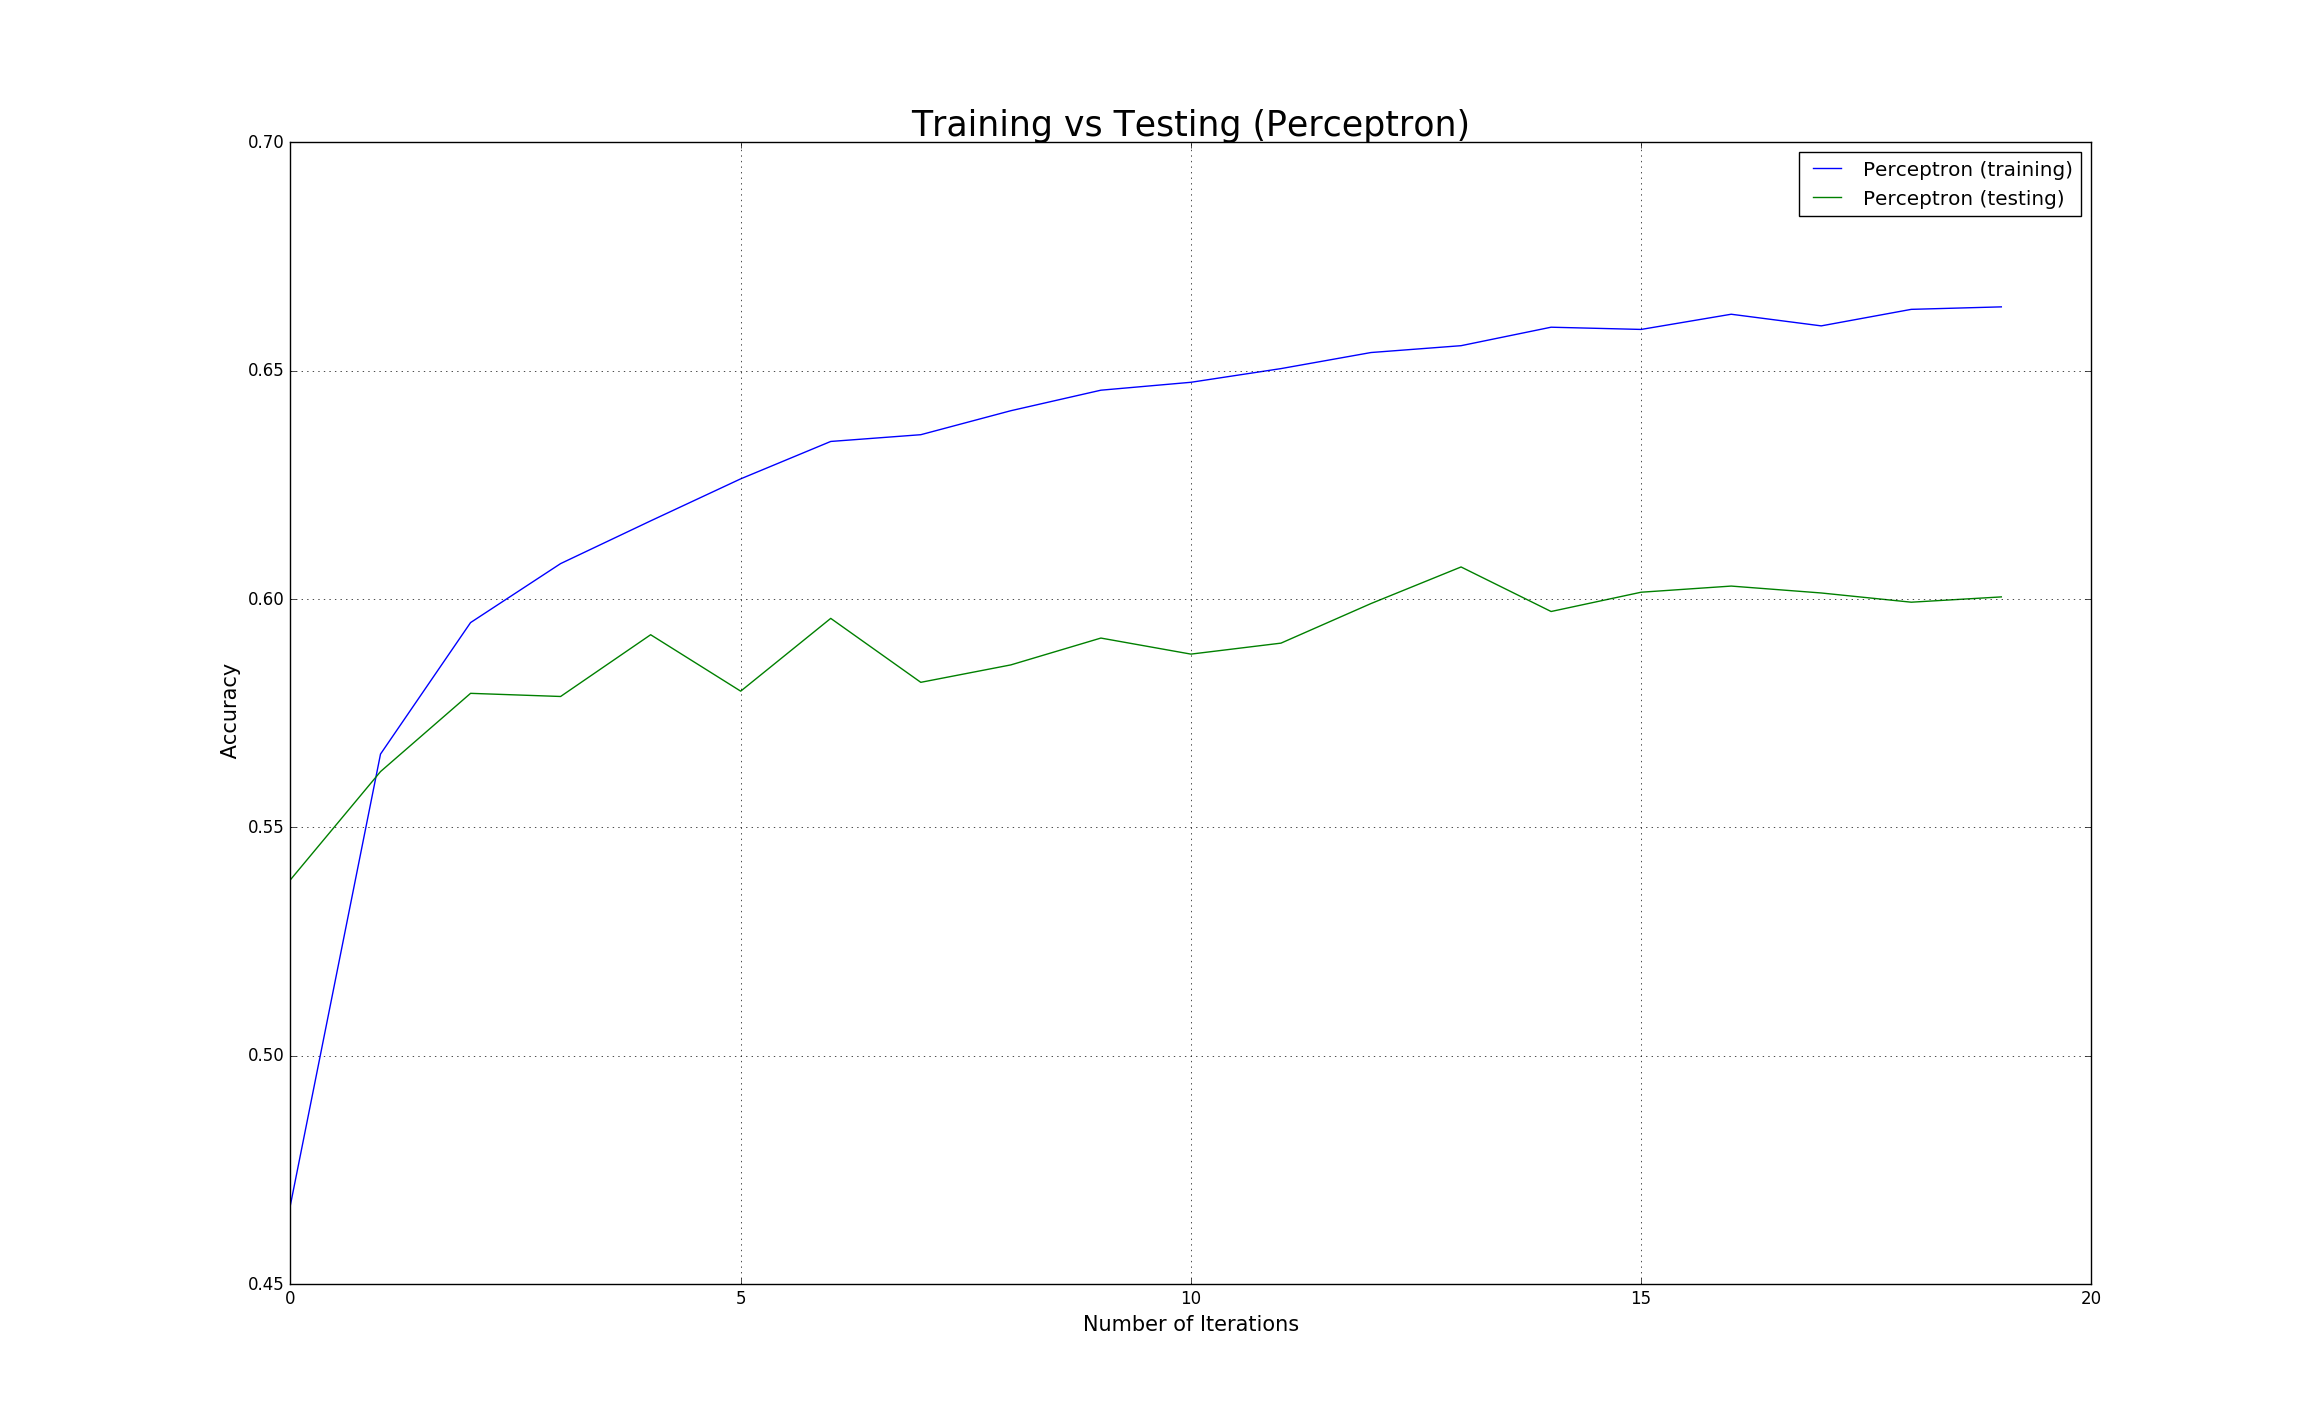 Training vs Testing (Perceptron)
0.70
Perceptron (training)
Perceptron (testing)
0.65
0.60
Accuracy
0.55
0.50
0.45
0 5 10 15 20
Number of Iterations